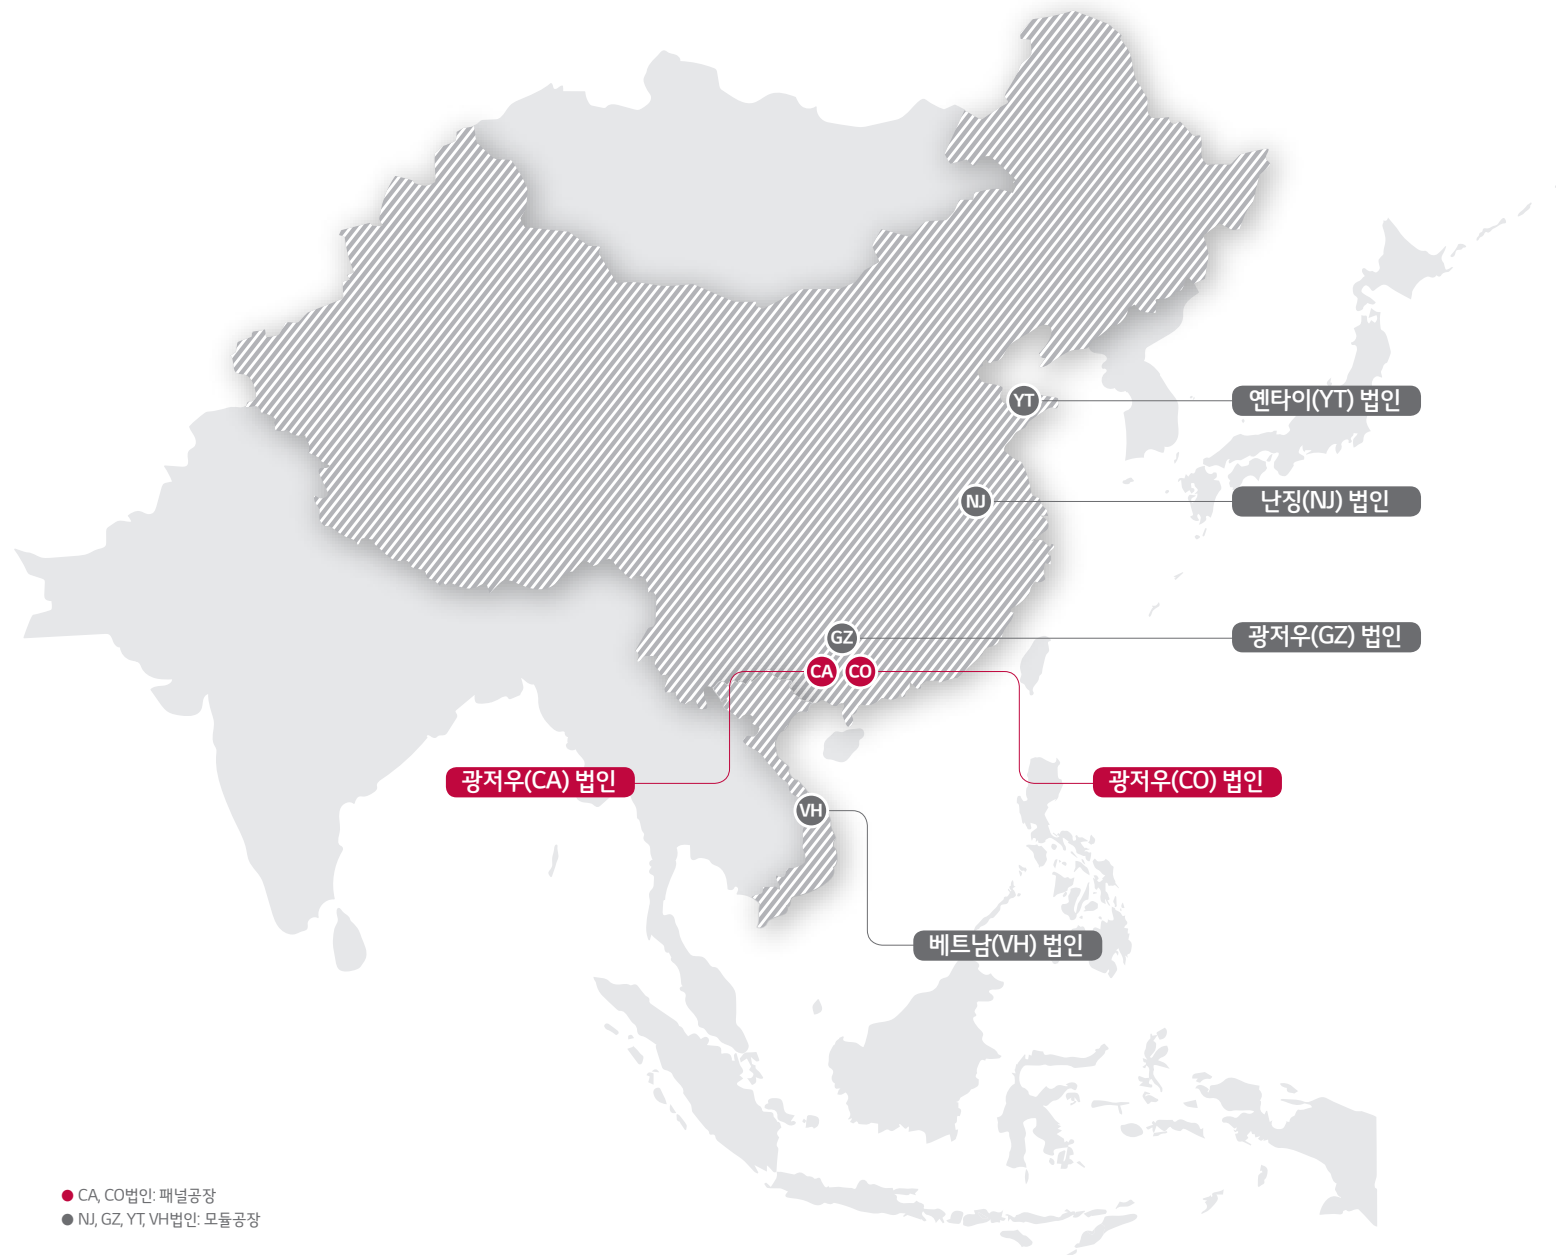 YT
옌타이(YT) 법인
NJ
난징(NJ) 법인
GZ
광저우(GZ) 법인
CA
CO
광저우(CA) 법인
광저우(CO) 법인
VH
베트남(VH) 법인
CA, CO법인: 패널공장
NJ, GZ, YT, VH법인: 모듈공장